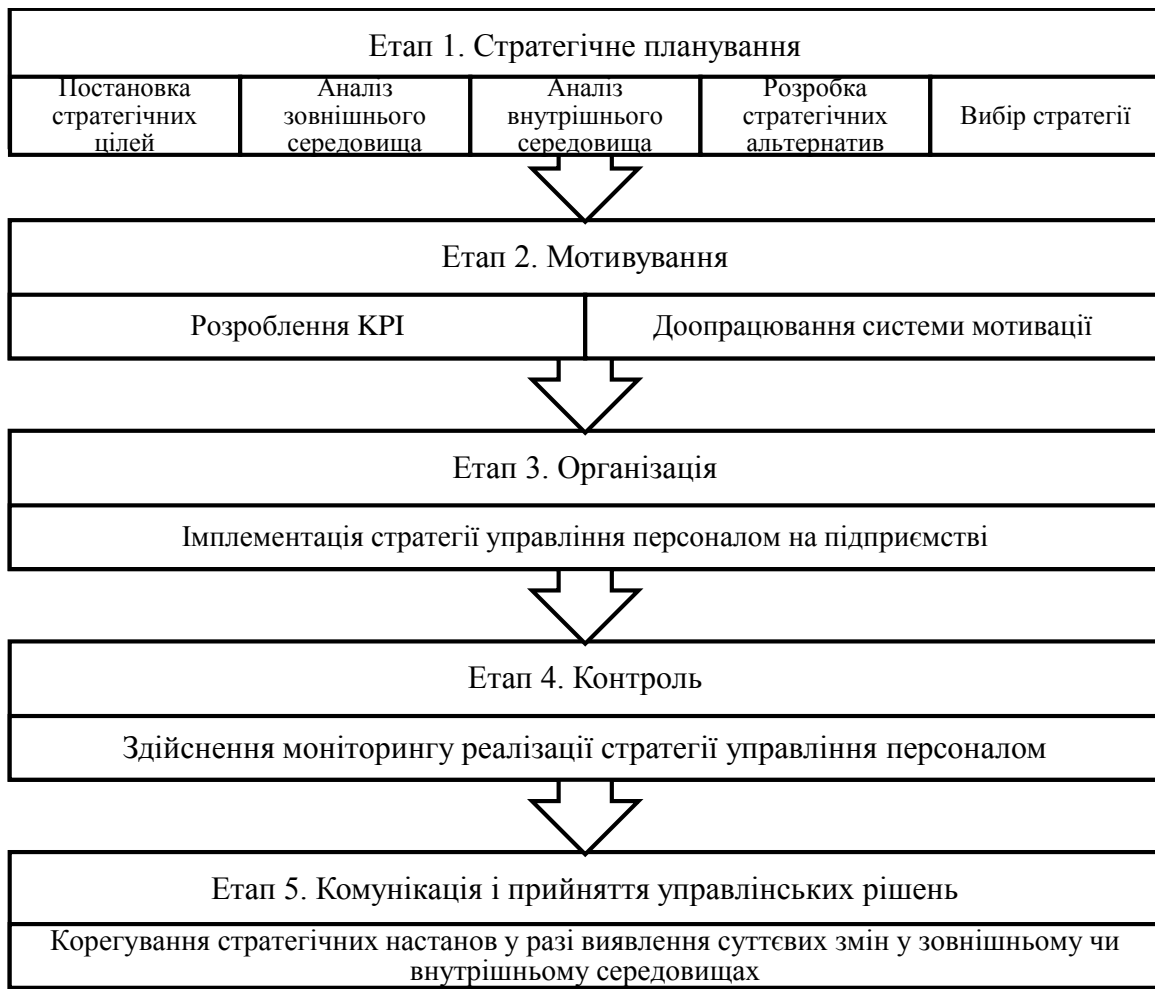 Етап 1. Стратегічне планування
Постановка
стратегічних
цілей
Аналіз
зовнішнього
середовища
Аналіз
внутрішнього
середовища
Розробка
стратегічних
альтернатив
Вибір стратегії
Етап 2. Мотивування
Розроблення KPI
Доопрацювання системи мотивації
Етап 3. Організація
Імплементація стратегії управління персоналом на підприємстві
Етап 4. Контроль
Здійснення моніторингу реалізації стратегії управління персоналом
Етап 5. Комунікація і прийняття управлінських рішень
Корегування стратегічних настанов у разі виявлення суттєвих змін у зовнішньому чи
внутрішньому середовищах